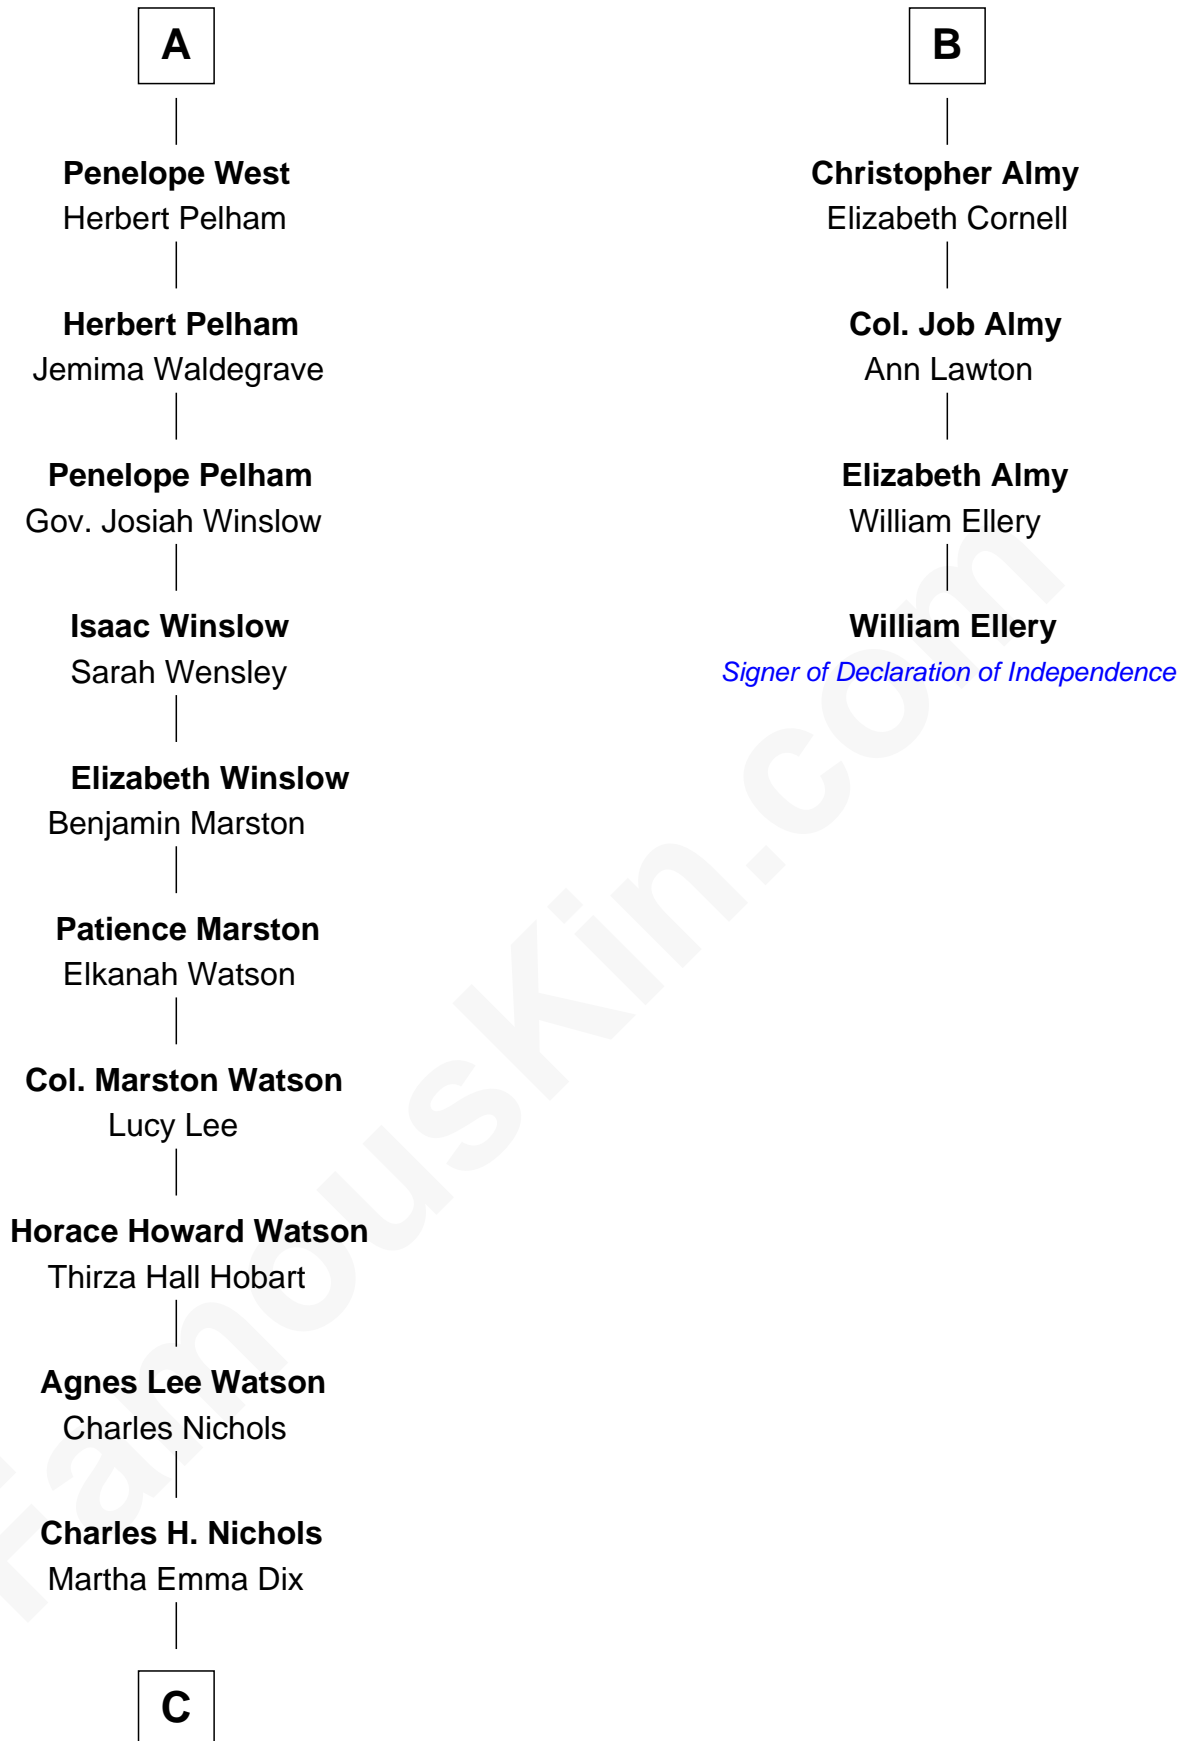 A
Penelope West
Herbert Pelham
Herbert Pelham
Jemima Waldegrave
Penelope Pelham
Gov. Josiah Winslow
Isaac Winslow
Sarah Wensley
Elizabeth Winslow
Benjamin Marston
Patience Marston
Elkanah Watson
Col. Marston Watson
Lucy Lee
Horace Howard Watson
Thirza Hall Hobart
Agnes Lee Watson
Charles Nichols
Charles H. Nichols
Martha Emma Dix
C
B
Christopher Almy
Elizabeth Cornell
Col. Job Almy
Ann Lawton
Elizabeth Almy
William Ellery
William Ellery
Signer of Declaration of Independence
FamousKin.com